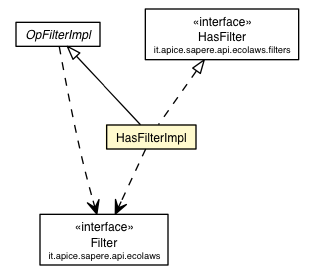 OpFilterImpl
«interface»
HasFilter
it.apice.sapere.api.ecolaws.filters
HasFilterImpl
«interface»
Filter
it.apice.sapere.api.ecolaws